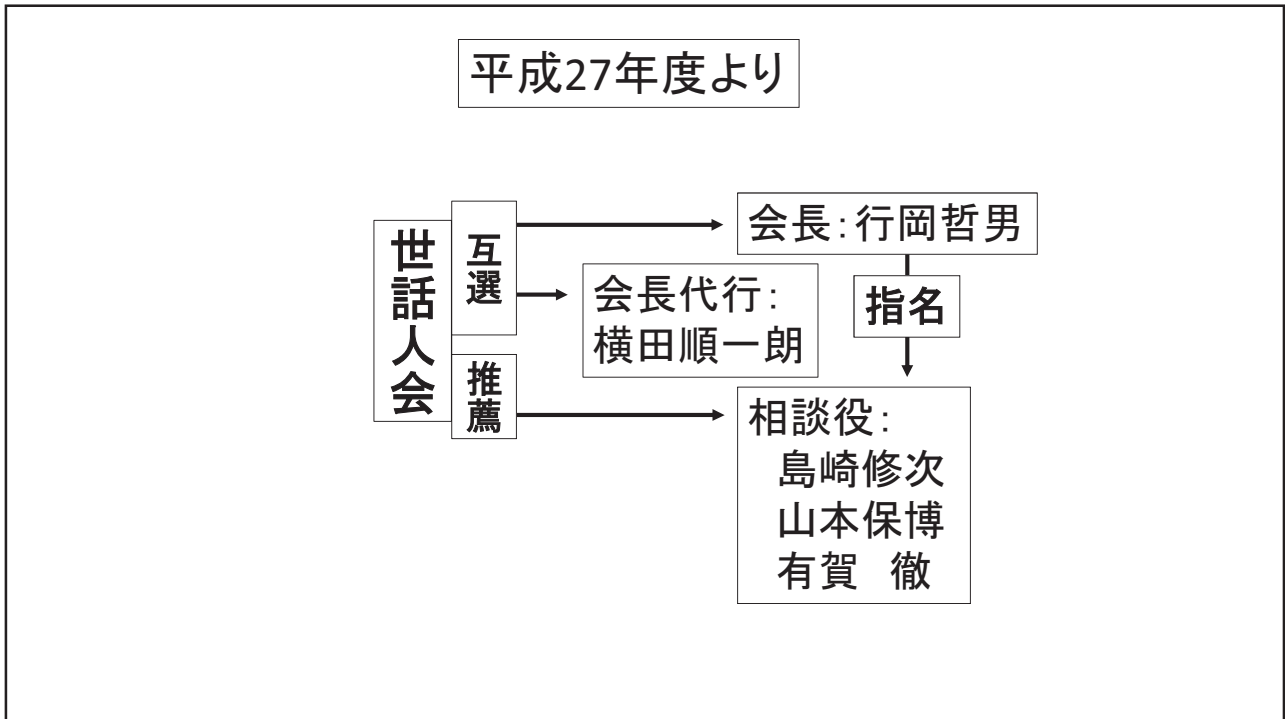 平成27年度より
世話人会
互選
推薦
会長:行岡哲男
会長代行:
横田順一朗
指名
相談役:
島崎修次
山本保博
有賀　徹